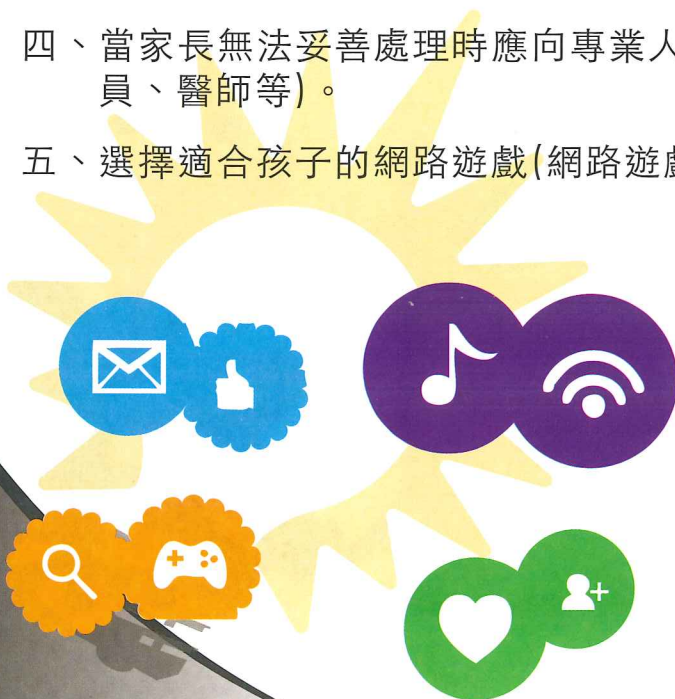 四、當家長無法妥善處理時應向專業人
員、醫師等)。
五、選擇適合孩子的網路遊戲(網路遊戲